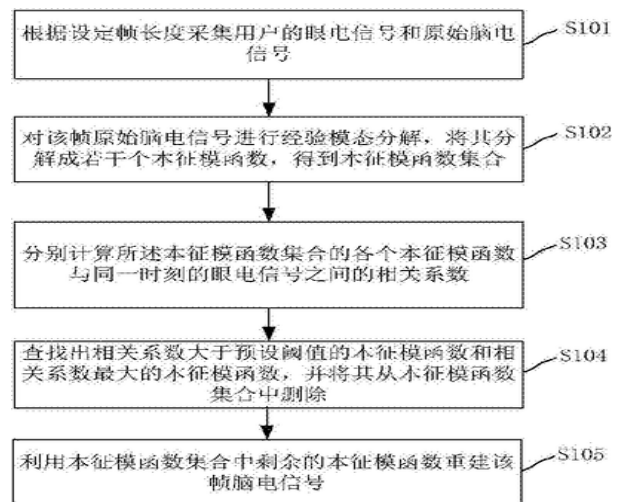 根据设定帧长度采集用户的眼电信号和原始脑电
信号
S101
对该帧原始脑电信号进行经验模态分解，将其分
解成若干个本征模函数，得到本征模函数集合
S102
分别计算所述本征模函数集合的各个本征模函数
与同一时刻的眼电信号之间的相关系数
S103
查找出相关系数大于预设阈值的本征模函数和相
关系数最大的本征模函数，并将其从本征模函数
集合中删除
S104
利用本征模函数集合中剩余的本征模函数重建该
帧脑电信号
S105